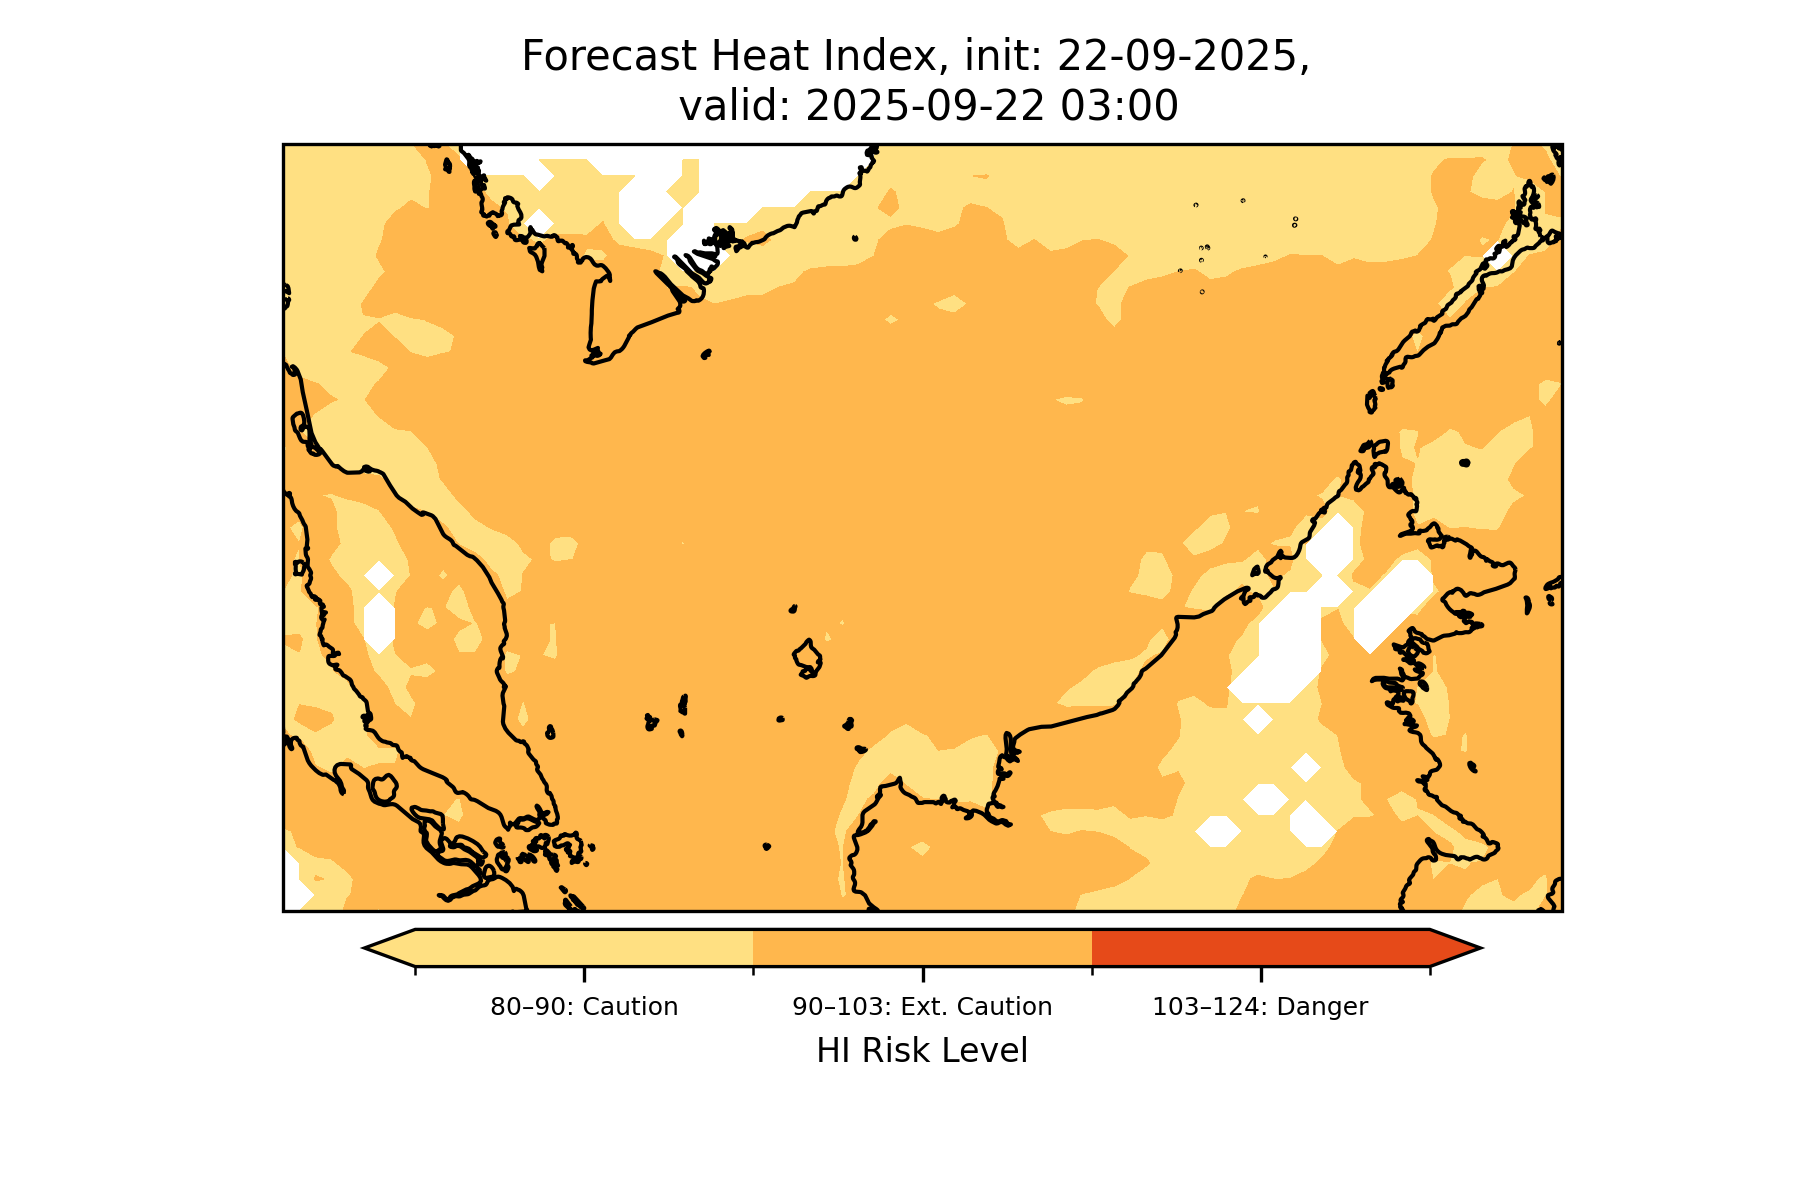 Forecast Heat Index, init: 22-09-2025,
valid: 2025-09-22 03:00
80–90: Caution
90–103: Ext. Caution
103–124: Danger
HI Risk Level